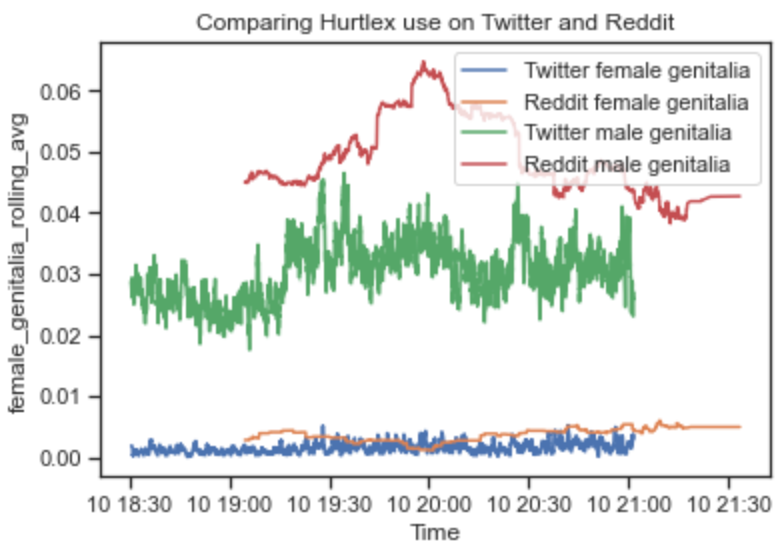 Comparing Hurtlex use on Twitter and Reddit
Twitter female genitalia
Reddit female genitalia
Twitter male genitalia
Reddit male genitalia
female_genitalia_rolling_avg
0.06
0.05
0.04
0.03
0.02
0.01
0.00
10 18:30 10 19:00 10 19:30 10 20:00 10 20:30 10 21:00 10 21:30
Time